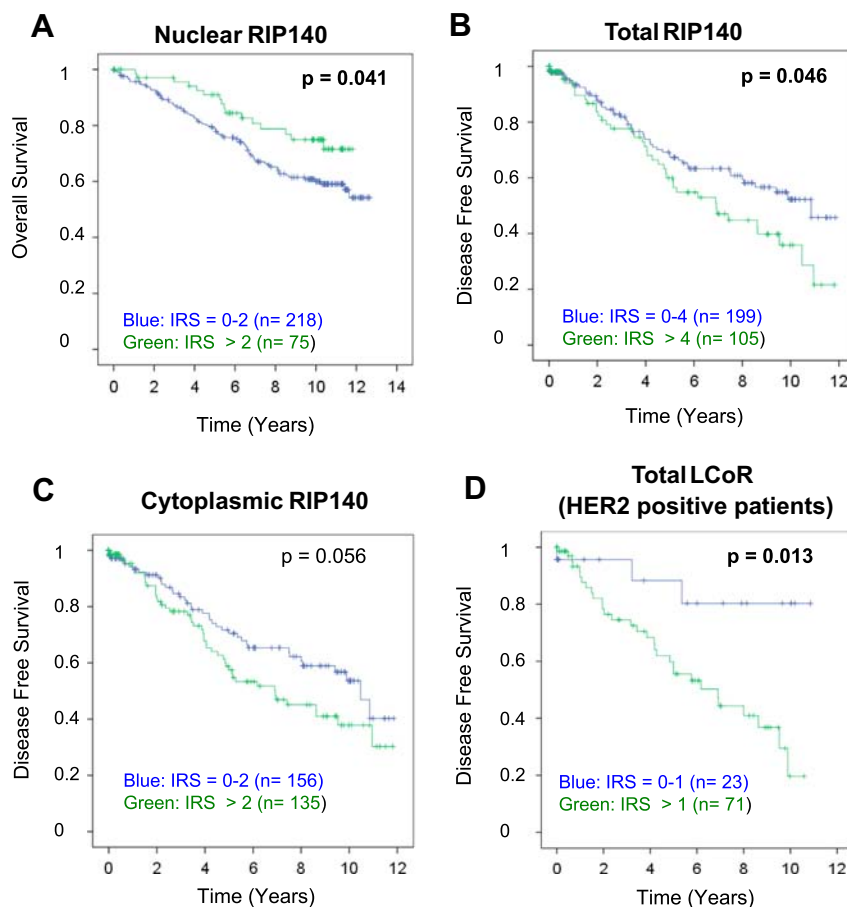 A
Nuclear RIP140
p = 0.041
Overall Survival
1
0.8
0.6
0.4
0.2
0
Blue: IRS = 0-2 (n= 218)
Green: IRS > 2 (n= 75)
0 2 4 6 8 10 12 14
Time (Years)
B
Total RIP140
p = 0.046
Disease Free Survival
1
0.8
0.6
0.4
0.2
0
Blue: IRS = 0-4 (n= 199)
Green: IRS > 4 (n= 105)
0 2 4 6 8 10 12
Time (Years)
C
Cytoplasmic RIP140
p = 0.056
Disease Free Survival
1
0.8
0.6
0.4
0.2
0
Blue: IRS = 0-2 (n= 156)
Green: IRS > 2 (n= 135)
0 2 4 6 8 10 12
Time (Years)
D
Total LCoR
(HER2 positive patients)
p = 0.013
Disease Free Survival
1
0.8
0.6
0.4
0.2
0
Blue: IRS = 0-1 (n= 23)
Green: IRS > 1 (n= 71)
0 2 4 6 8 10 12
Time (Years)